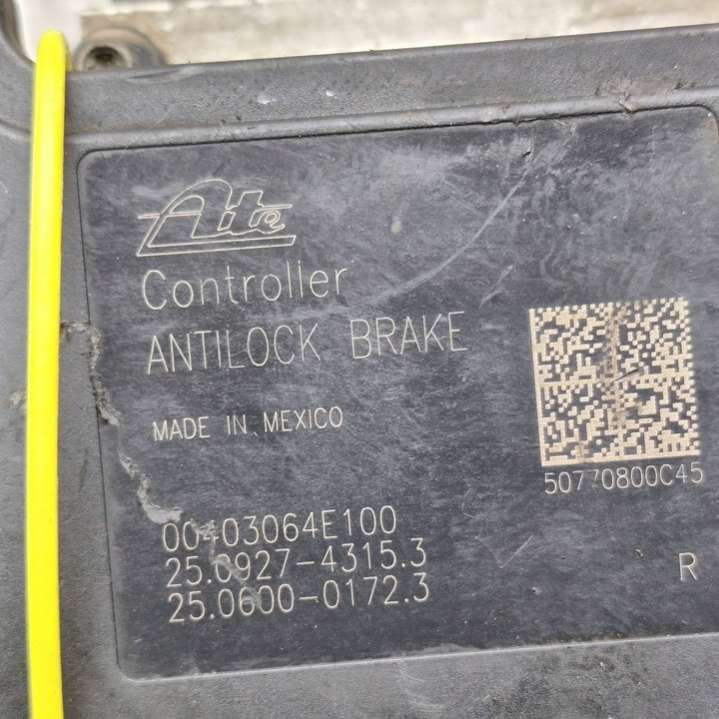 Ate
Controller
ANTILOCK BRAKE
MADE IN MEXICO
50770800C45
00403064E100
25.0927-4315.3
25.0600-0172.3
R